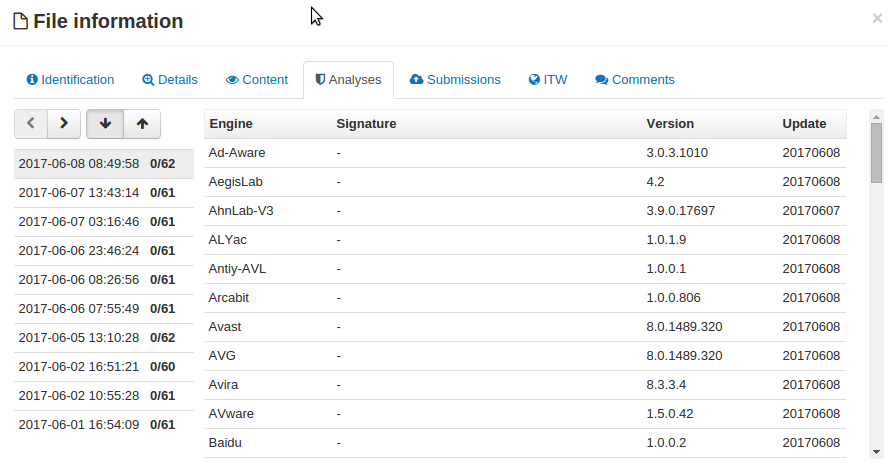 File information
×
Identification Details Content Analyses Submissions ITW Comments
Engine Signature Version Update
2017-06-08 08:49:58 0/62
2017-06-07 13:43:14 0/61
2017-06-07 03:16:46 0/61
2017-06-06 23:46:24 0/61
2017-06-06 08:26:56 0/61
2017-06-06 07:55:49 0/61
2017-06-05 13:10:28 0/62
2017-06-02 16:51:21 0/60
2017-06-02 10:55:28 0/61
2017-06-01 16:54:09 0/61
Ad-Aware - 3.0.3.1010 20170608
AegisLab - 4.2 20170608
AhnLab-V3 - 3.9.0.17697 20170607
ALYac - 1.0.1.9 20170608
Antiy-AVL - 1.0.0.1 20170608
Arcabit - 1.0.0.806 20170608
Avast - 8.0.1489.320 20170608
AVG - 8.0.1489.320 20170608
Avira - 8.3.3.4 20170608
AVware - 1.5.0.42 20170608
Baidu - 1.0.0.2 20170608